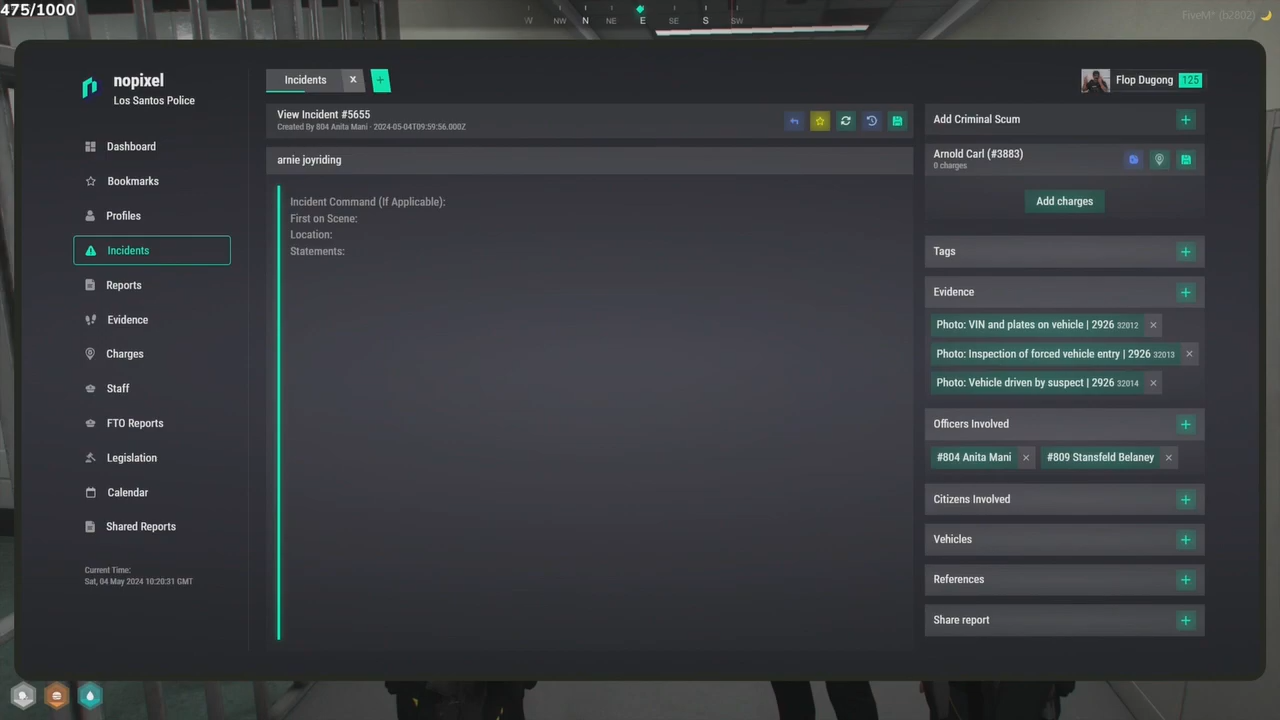 475/1000
W NW N NE E SE S SW
FiveM* (b2802)
nopixel
Los Santos Police
Dashboard
Bookmarks
Profiles
Incidents
Reports
Evidence
Charges
Staff
FTO Reports
Legislation
Calendar
Shared Reports
Current Time:
Sat, 04 May 2024 10:20:31 GMT
Incidents x +
View Incident #5655
Created By 804 Anita Mani · 2024-05-04T09:59:56.000Z
arnie joyriding
Incident Command (If Applicable):
First on Scene:
Location:
Statements:
Flop Dugong 125
Add Criminal Scum +
Arnold Carl (#3883)
0 charges
Add charges
Tags +
Evidence +
Photo: VIN and plates on vehicle | 2926 32012 x
Photo: Inspection of forced vehicle entry | 2926 32013 x
Photo: Vehicle driven by suspect | 2926 32014 x
Officers Involved +
#804 Anita Mani x #809 Stansfeld Belaney x
Citizens Involved +
Vehicles +
References +
Share report +